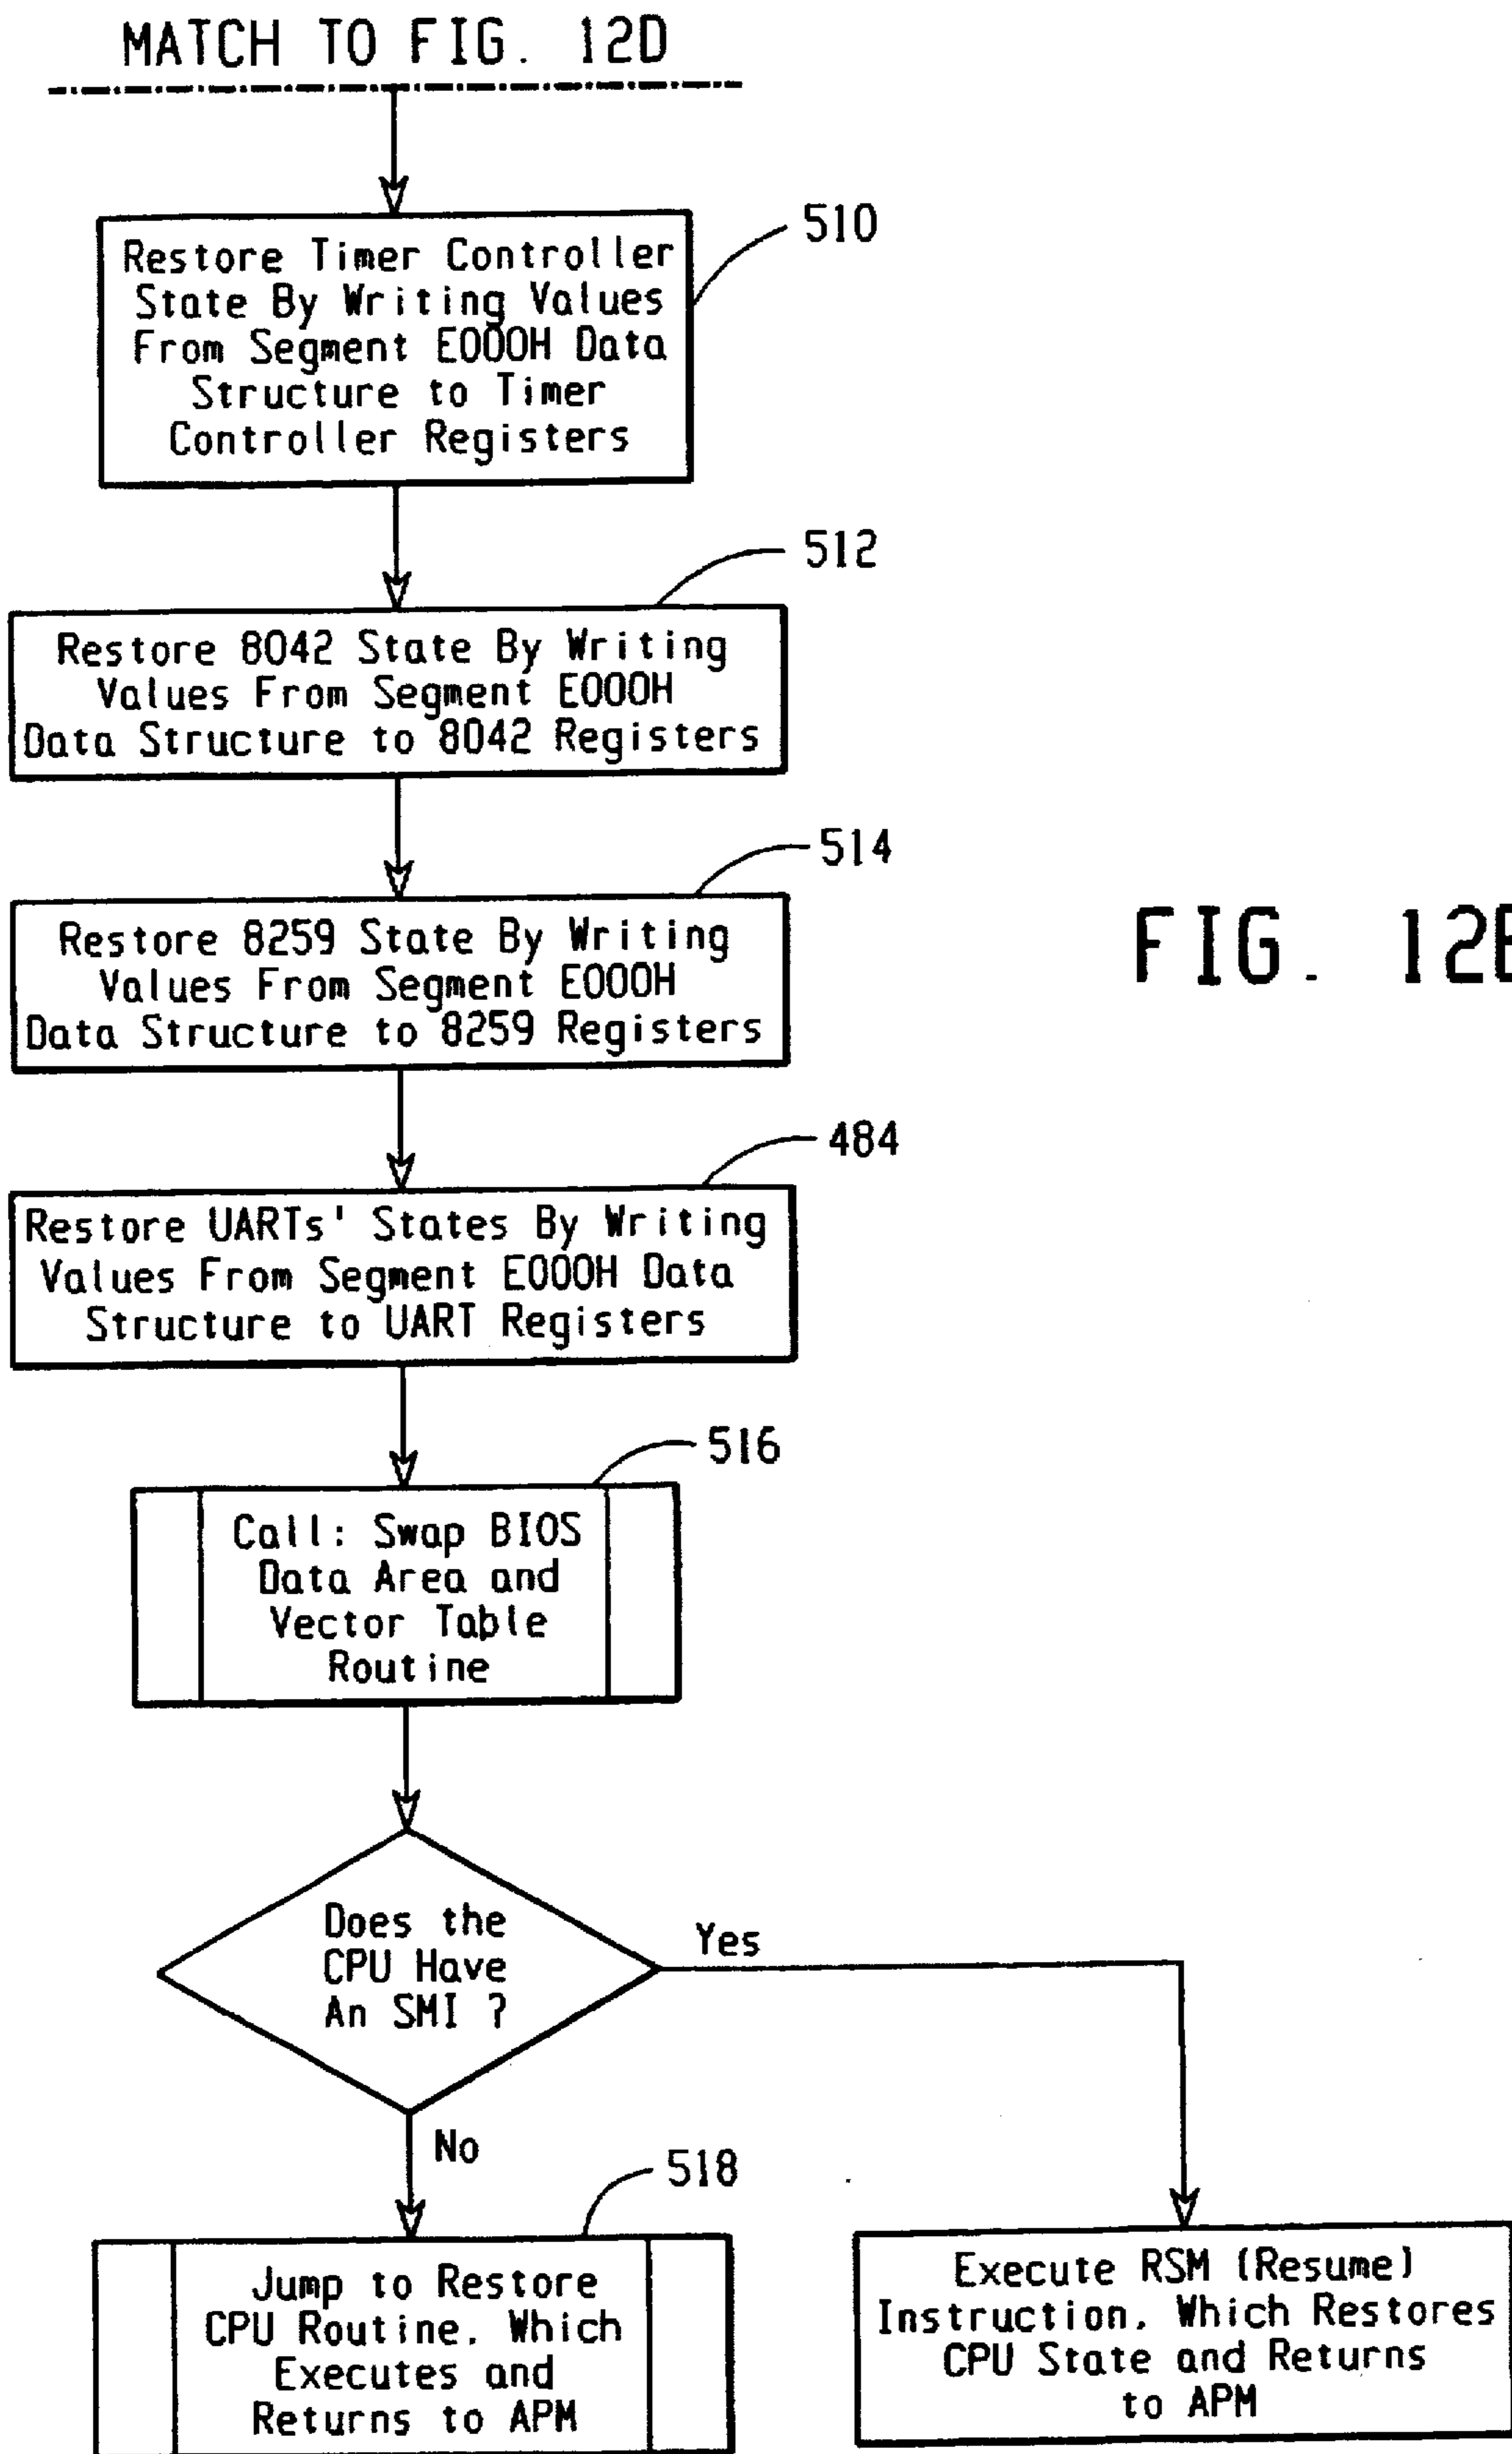 MATCH TO FIG. 12D
510
Restore Timer Controller
State By Writing Values
From Segment E000H Data
Structure to Timer
Controller Registers
512
Restore 8042 State By Writing
Values From Segment E000H
Data Structure to 8042 Registers
514
Restore 8259 State By Writing
Values From Segment E000H
Data Structure to 8259 Registers
FIG.
484
Restore UARTs' States By Writing
Values From Segment E000H Data
Structure to UART Registers
516
Call: Swap BIOS
Data Area and
Vector Table
Routine
Does the
CPU Have
An SMI ?
Yes
No
518
Jump to Restore
CPU Routine. Which
Executes and
Returns to APM
Execute RSM (Resume)
Instruction. Which Restores
CPU State and Returns
to APM